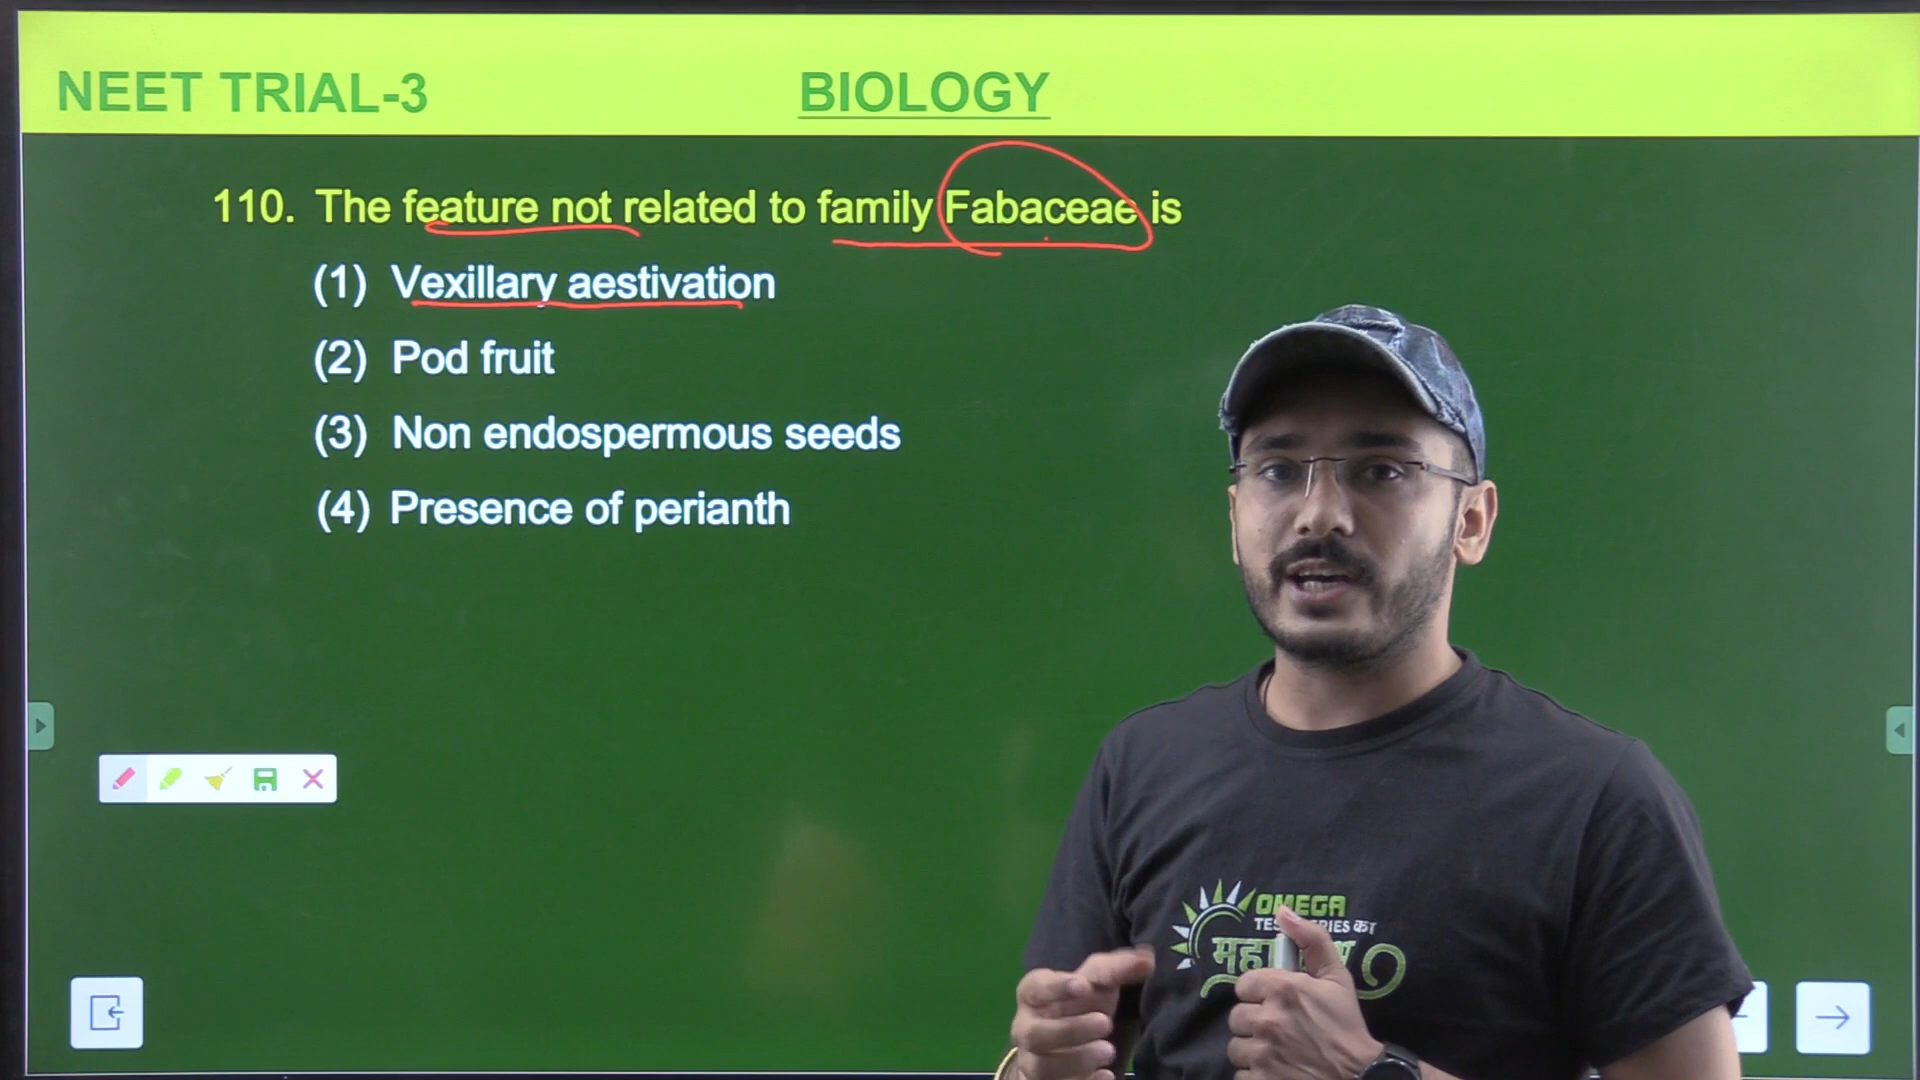 NEET TRIAL-3 BIOLOGY
110. The feature not related to family Fabaceae is
(1) Vexillary aestivation
(2) Pod fruit
(3) Non endospermous seeds
(4) Presence of perianth
OMEGA
का